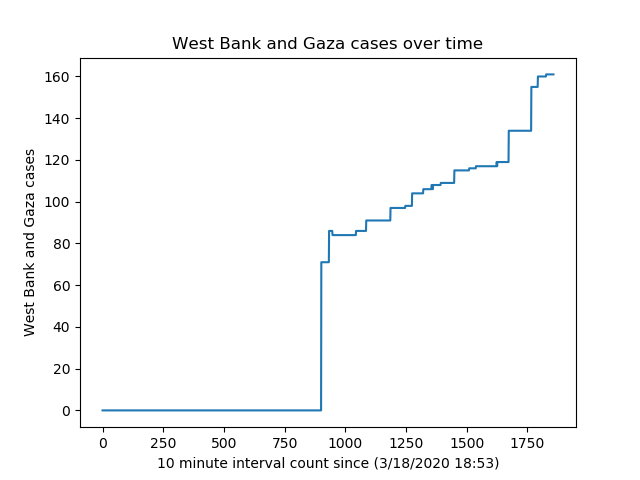 West Bank and Gaza cases over time
West Bank and Gaza cases
160
140
120
100
80
60
40
20
0
0 250 500 750 1000 1250 1500 1750
10 minute interval count since (3/18/2020 18:53)